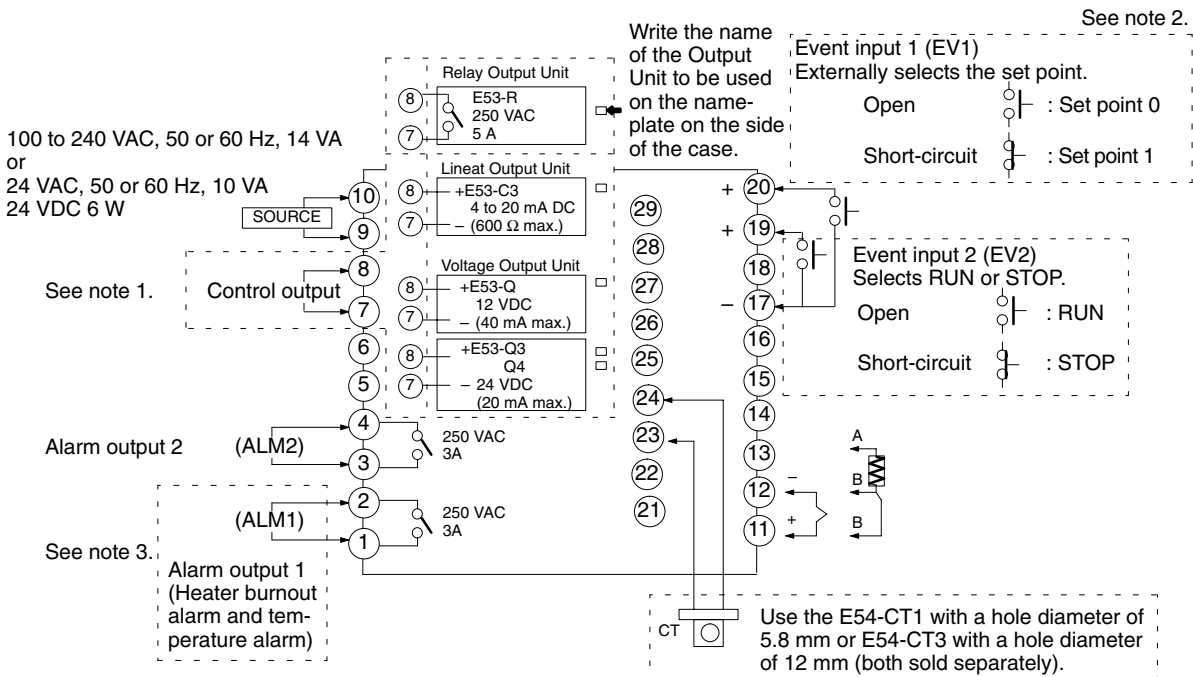 See note 2.
Write the name
of the Output
Unit to be used
on the name-
plate on the side
of the case.
Event input 1 (EV1)
Externally selects the set point.
Open : Set point 0
Short-circuit : Set point 1
Relay Output Unit
8
7
E53-R
250 VAC
5 A
100 to 240 VAC, 50 or 60 Hz, 14 VA
or
24 VAC, 50 or 60 Hz, 10 VA
24 VDC 6 W
SOURCE
10
9
Lineat Output Unit
8
7
+E53-C3
4 to 20 mA DC
– (600 Ω max.)
See note 1.
Control output
8
7
Voltage Output Unit
8
7
+E53-Q
12 VDC
– (40 mA max.)
8
7
+E53-Q3
Q4
– 24 VDC
(20 mA max.)
6
5
Alarm output 2
(ALM2)
4
3
250 VAC
3A
See note 3.
(ALM1)
2
1
250 VAC
3A
Alarm output 1
(Heater burnout
alarm and tem-
perature alarm)
29
28
27
26
25
24
23
22
21
+ 20
+ 19
18
– 17
16
15
14
13
12
11
Event input 2 (EV2)
Selects RUN or STOP.
Open : RUN
Short-circuit : STOP
–
+
A
B
B
CT
Use the E54-CT1 with a hole diameter of
5.8 mm or E54-CT3 with a hole diameter
of 12 mm (both sold separately).